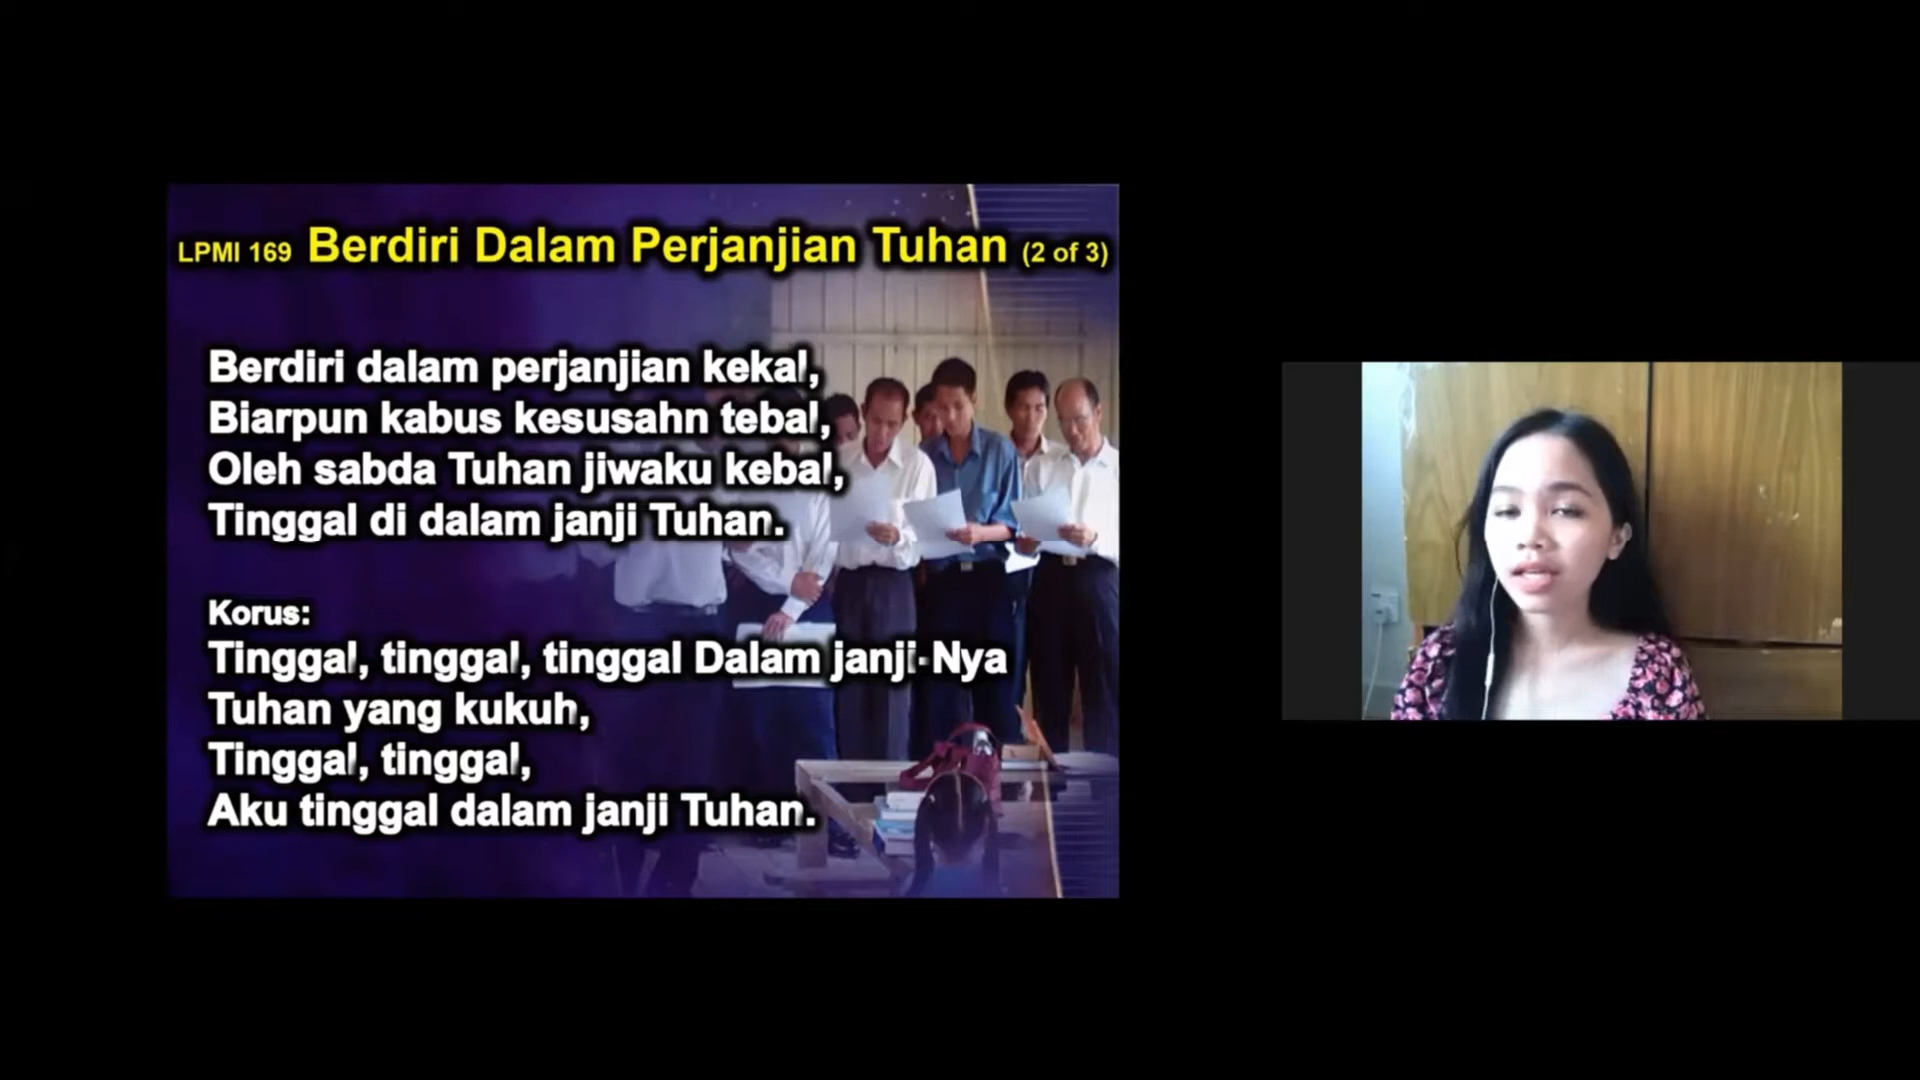 LPMI 169 Berdiri Dalam Perjanjian Tuhan (2 of 3)
Berdiri dalam perjanjian kekal,
Biarpun kabus kesusahn tebal,
Oleh sabda Tuhan jiwaku kebal,
Tinggal di dalam janji Tuhan.
Korus:
Tinggal, tinggal, tinggal Dalam janji-Nya
Tuhan yang kukuh,
Tinggal, tinggal,
Aku tinggal dalam janji Tuhan.